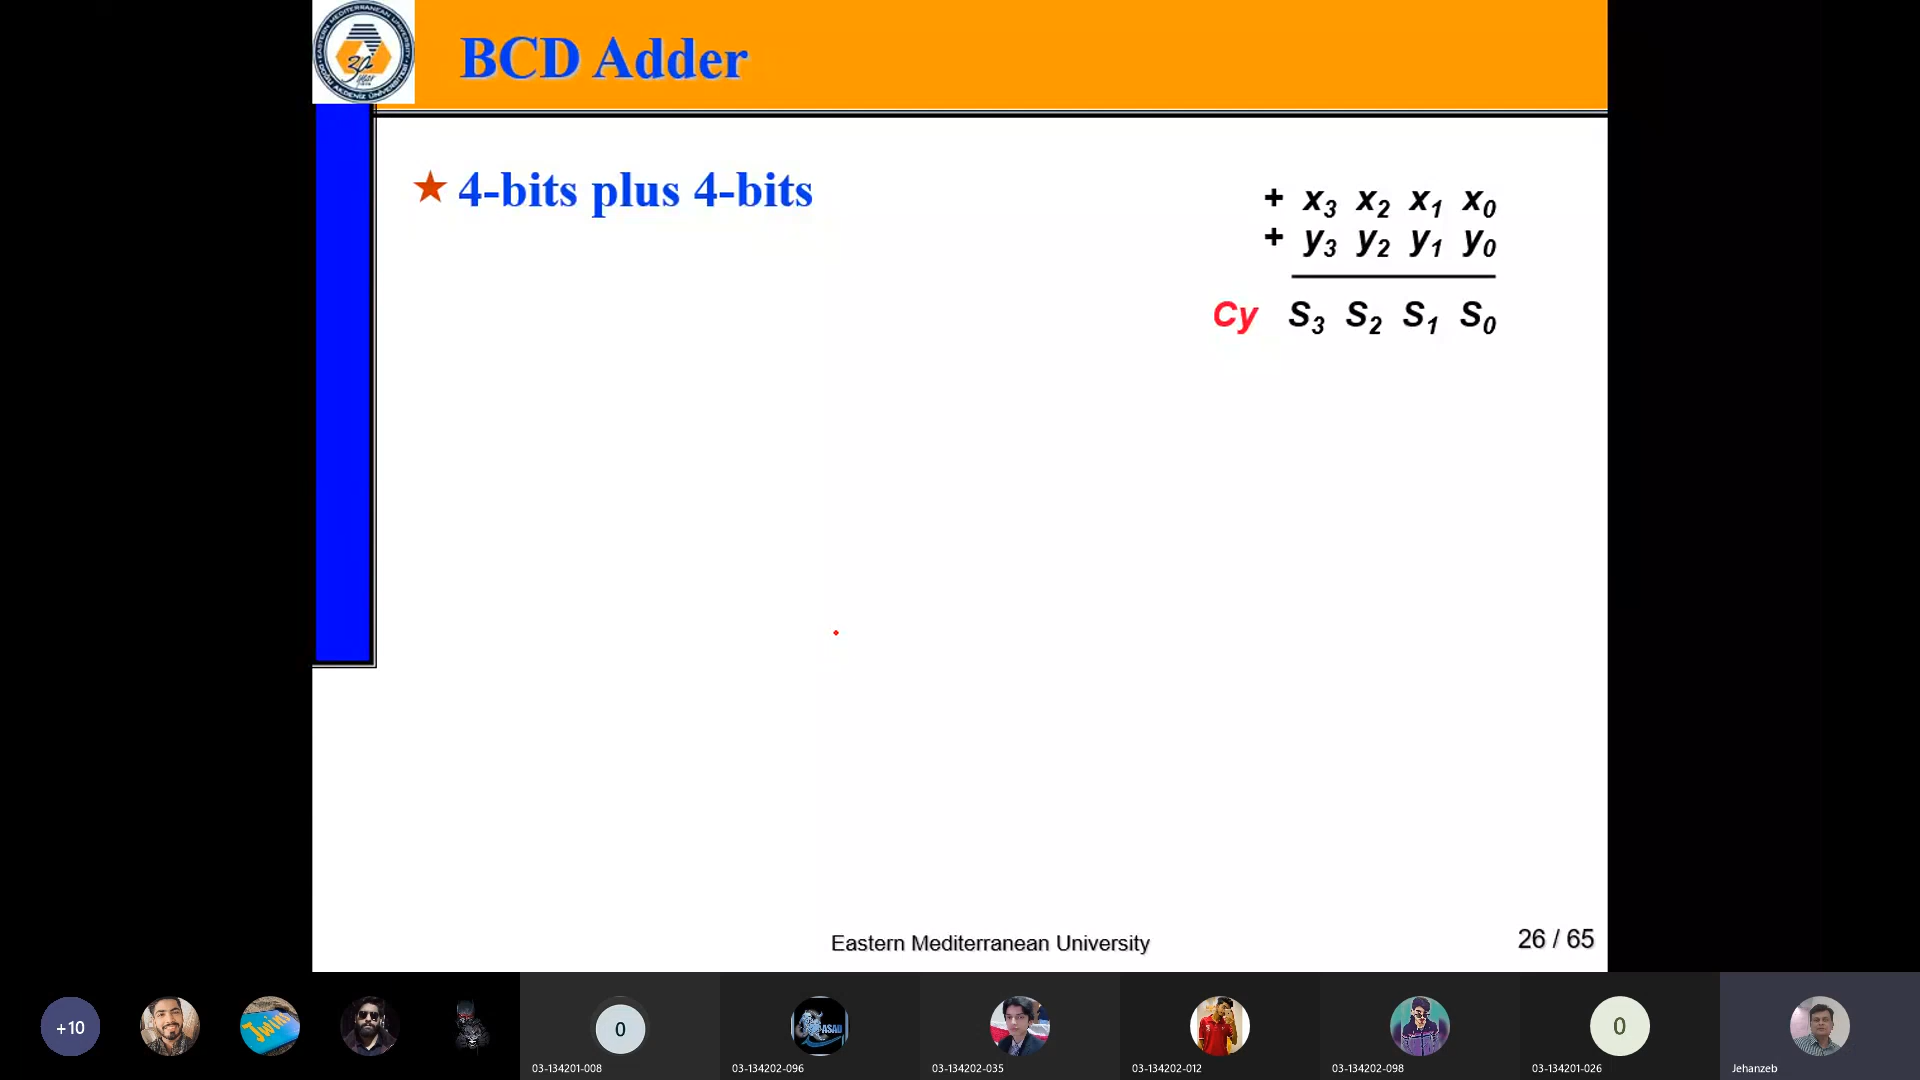 BCD Adder
★ 4-bits plus 4-bits
+ x3 x2 x1 x0
+ y3 y2 y1 y0
Cy S3 S2 S1 S0
Eastern Mediterranean University
26 / 65
+10
0
0
03-134201-008
03-134202-096
03-134202-035
03-134202-012
03-134202-098
03-134201-026
Jehanzeb